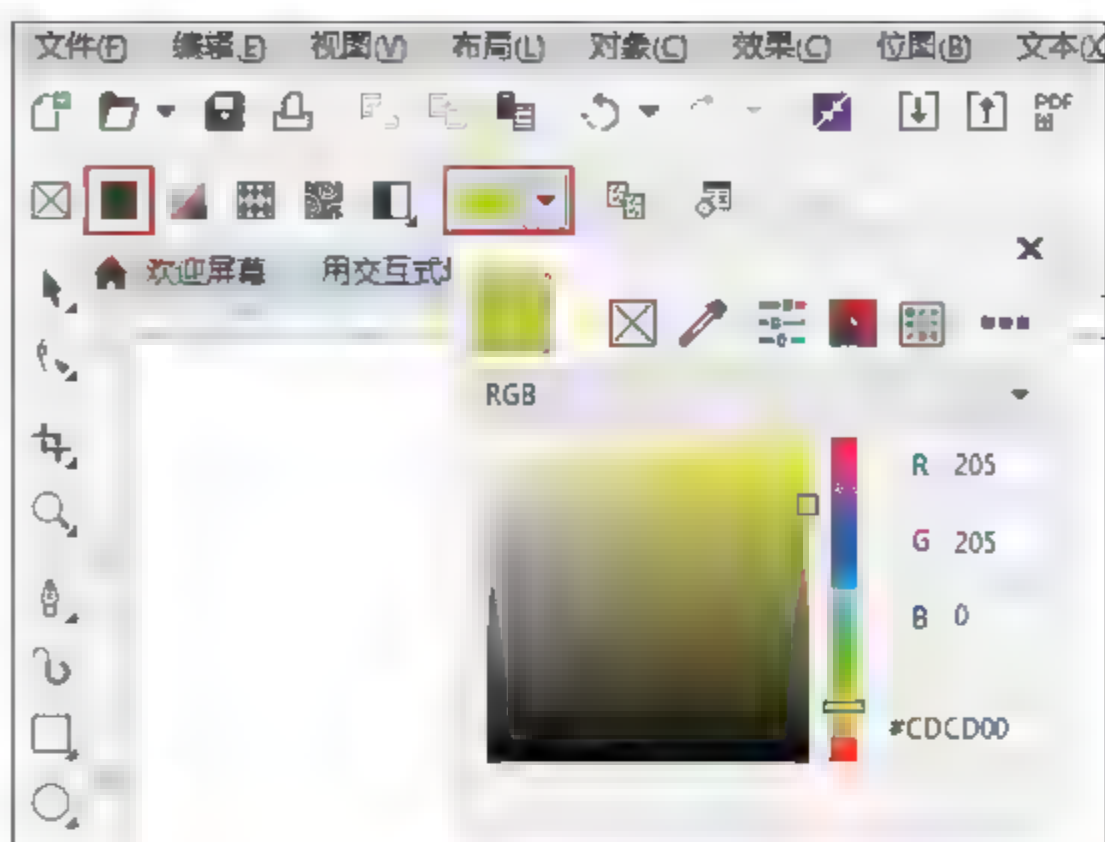 文件(F) 编辑(E) 视图(V) 布局(L) 对象(C) 效果(C) 位图(B) 文本(X
PDF
欢迎屏幕 用交互式
RGB
R 205
G 205
B 0
#CDCD00